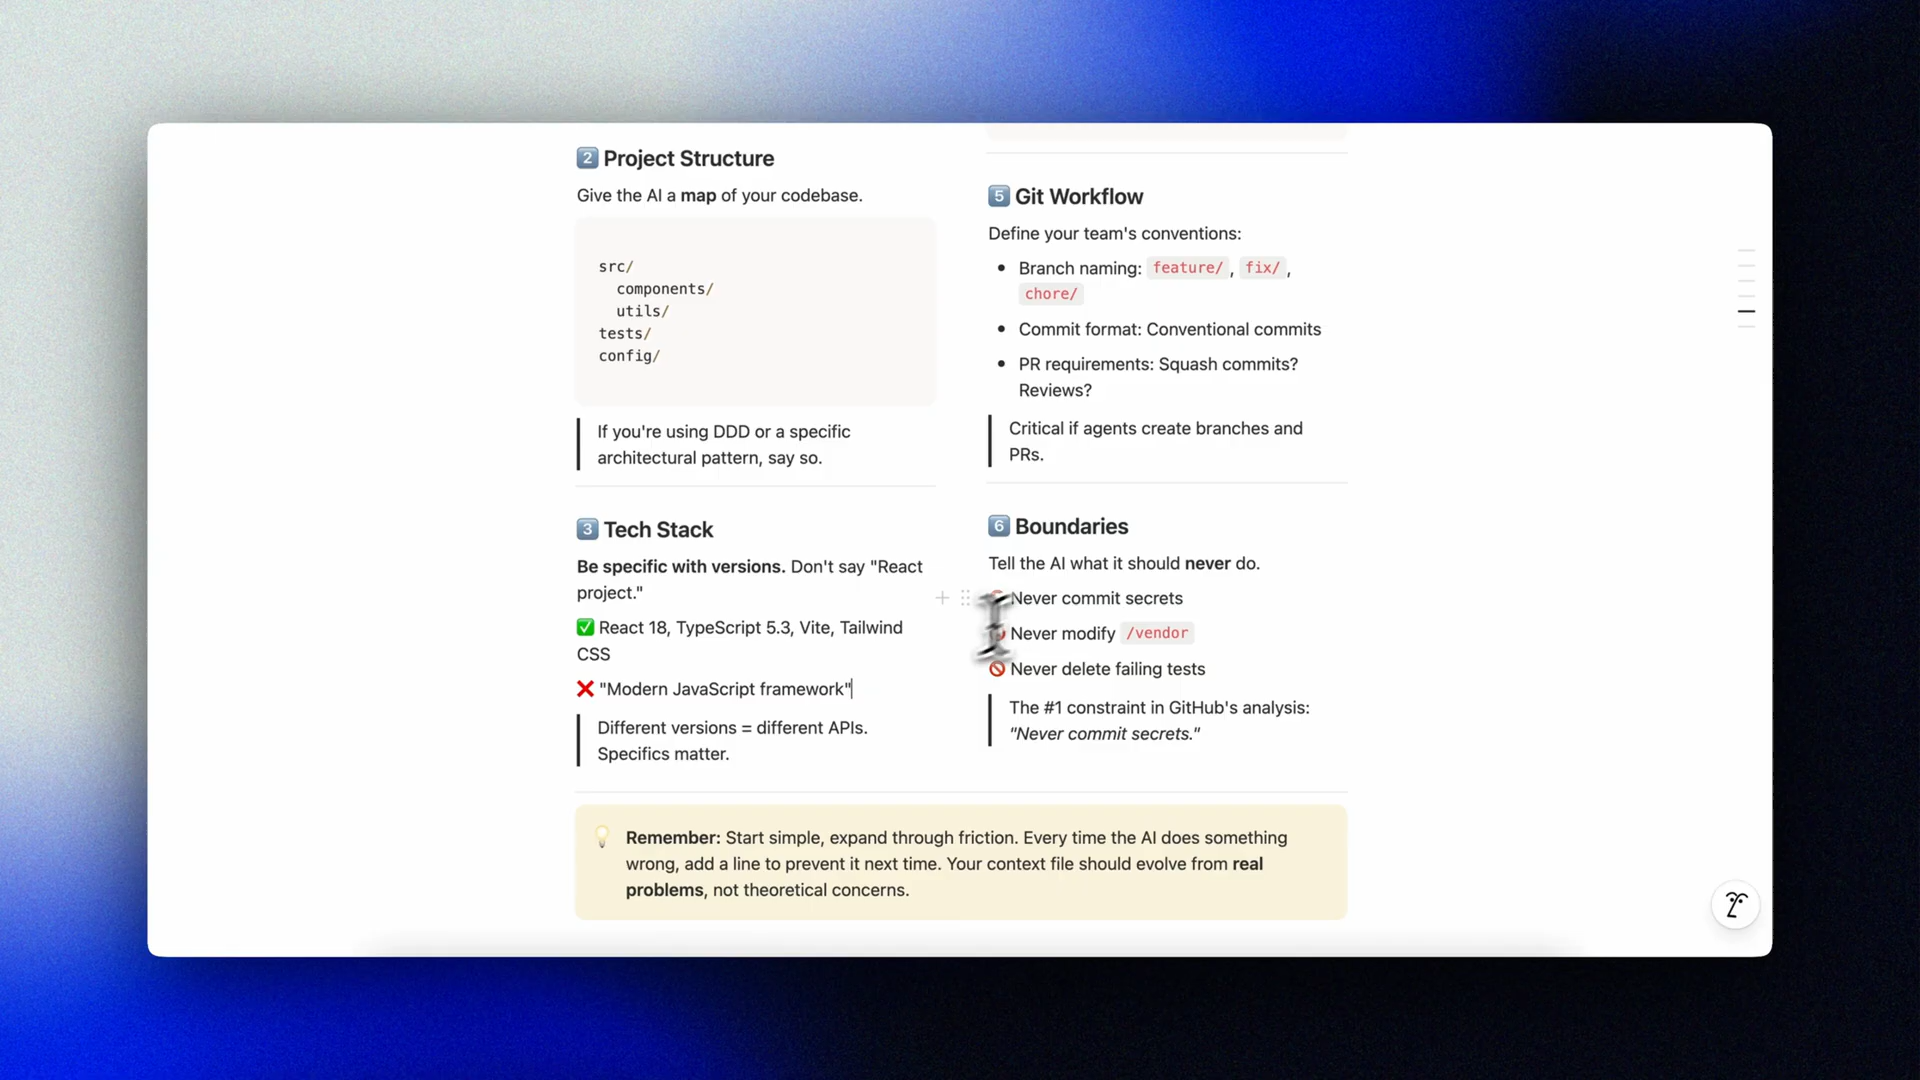 2 Project Structure
Give the AI a map of your codebase.
src/
components/
utils/
tests/
config/
If you're using DDD or a specific
architectural pattern, say so.
3 Tech Stack
Be specific with versions. Don't say "React
project."
✅ React 18, TypeScript 5.3, Vite, Tailwind
CSS
❌ "Modern JavaScript framework"
Different versions = different APIs.
Specifics matter.
5 Git Workflow
Define your team's conventions:
• Branch naming: feature/, fix/,
chore/
• Commit format: Conventional commits
• PR requirements: Squash commits?
Reviews?
Critical if agents create branches and
PRs.
6 Boundaries
Tell the AI what it should never do.
🚫 Never commit secrets
🚫 Never modify /vendor
🚫 Never delete failing tests
The #1 constraint in GitHub's analysis:
"Never commit secrets."
💡 Remember: Start simple, expand through friction. Every time the AI does something
wrong, add a line to prevent it next time. Your context file should evolve from real
problems, not theoretical concerns.